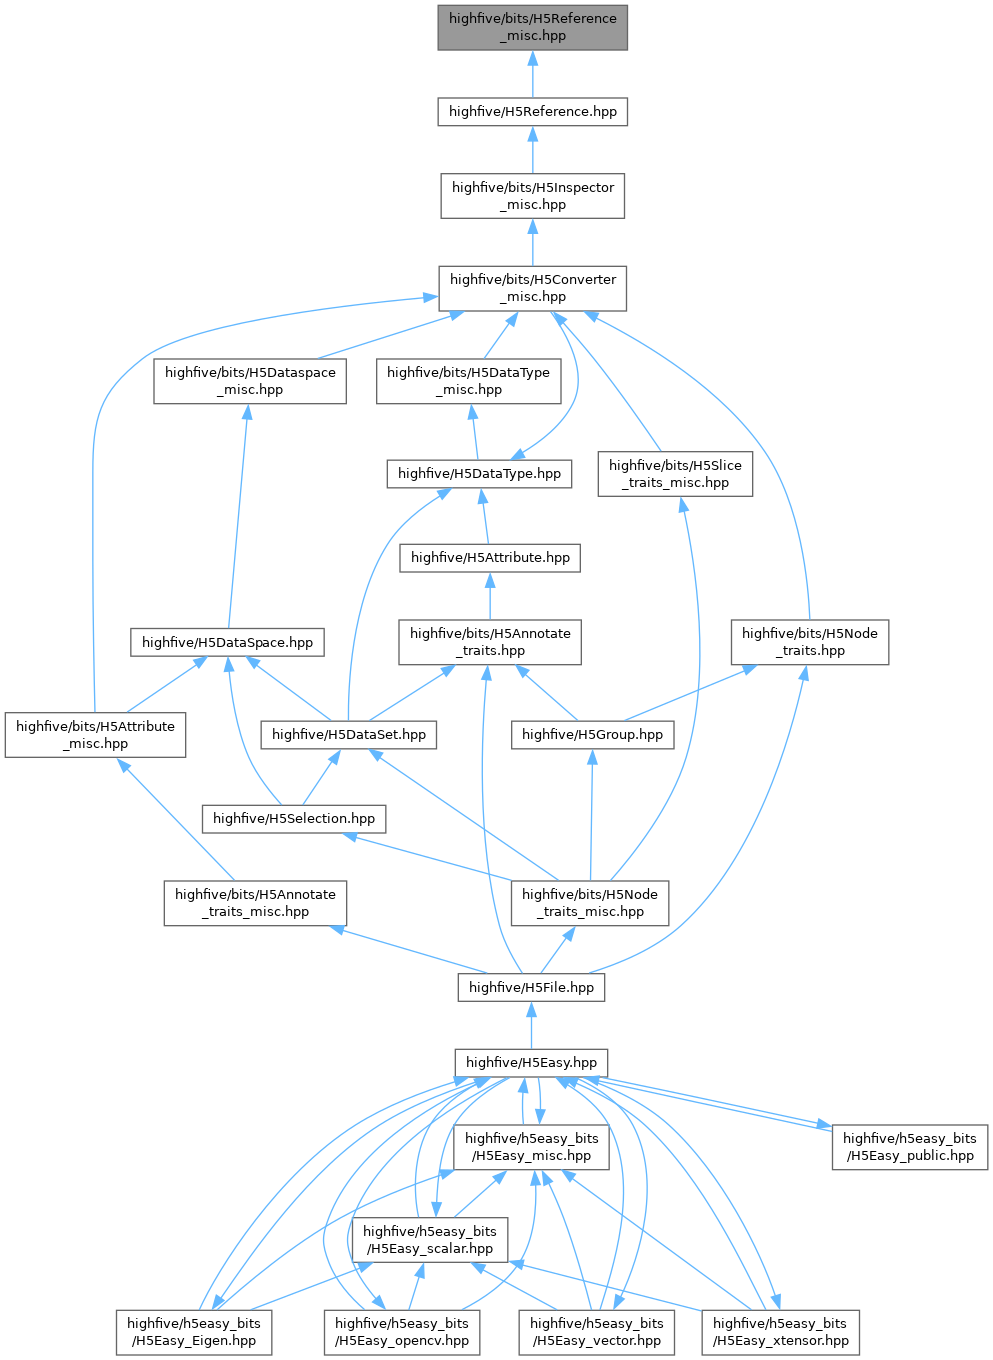 highfive/bits/H5Reference
_misc.hpp
highfive/H5Reference.hpp
highfive/bits/H5Inspector
_misc.hpp
highfive/bits/H5Converter
_misc.hpp
highfive/bits/H5Dataspace
_misc.hpp
highfive/bits/H5DataType
_misc.hpp
highfive/H5DataType.hpp
highfive/bits/H5Slice
_traits_misc.hpp
highfive/H5Attribute.hpp
highfive/H5DataSpace.hpp
highfive/bits/H5Annotate
_traits.hpp
highfive/bits/H5Node
_traits.hpp
highfive/bits/H5Attribute
_misc.hpp
highfive/H5DataSet.hpp
highfive/H5Group.hpp
highfive/H5Selection.hpp
highfive/bits/H5Annotate
_traits_misc.hpp
highfive/bits/H5Node
_traits_misc.hpp
highfive/H5File.hpp
highfive/H5Easy.hpp
highfive/h5easy_bits
/H5Easy_misc.hpp
highfive/h5easy_bits
/H5Easy_public.hpp
highfive/h5easy_bits
/H5Easy_scalar.hpp
highfive/h5easy_bits
/H5Easy_Eigen.hpp
highfive/h5easy_bits
/H5Easy_opencv.hpp
highfive/h5easy_bits
/H5Easy_vector.hpp
highfive/h5easy_bits
/H5Easy_xtensor.hpp